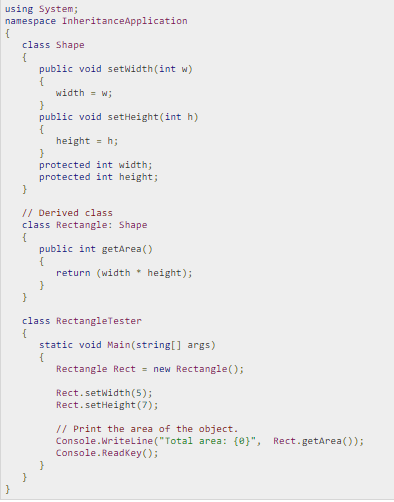 using System;
namespace InheritanceApplication
{
   class Shape
   {
      public void setWidth(int w)
      {
         width = w;
      }
      public void setHeight(int h)
      {
         height = h;
      }
      protected int width;
      protected int height;
   }

   // Derived class
   class Rectangle: Shape
   {
      public int getArea()
      {
         return (width * height);
      }
   }

   class RectangleTester
   {
      static void Main(string[] args)
      {
         Rectangle Rect = new Rectangle();

         Rect.setWidth(5);
         Rect.setHeight(7);

         // Print the area of the object.
         Console.WriteLine("Total area: {0}",  Rect.getArea());
         Console.ReadKey();
      }
   }
}